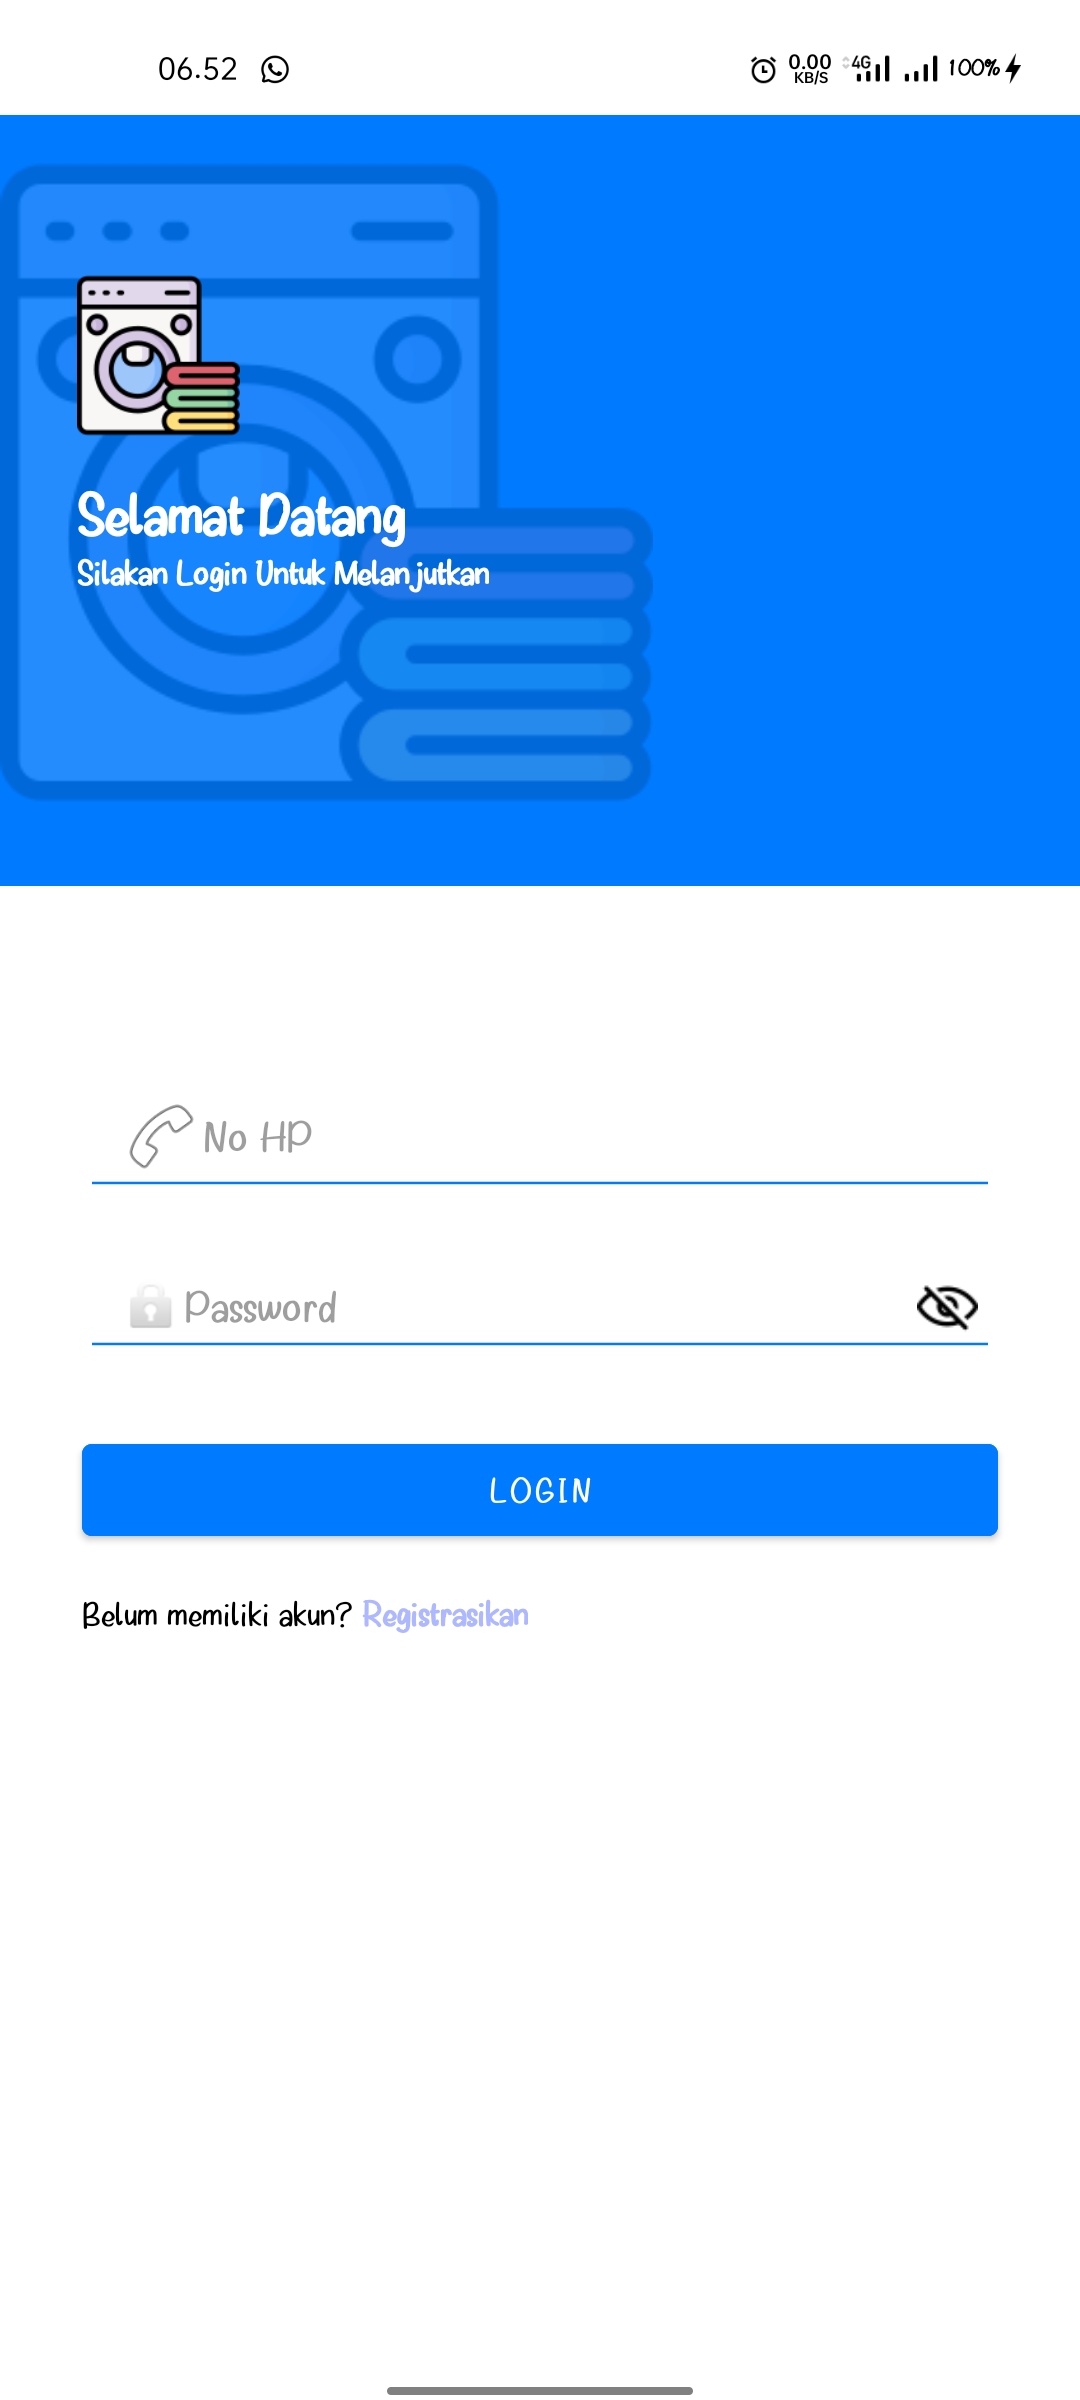 06.52
0.00 KB/S 4G 100%
Selamat Datang
Silakan Login Untuk Melanjutkan
No HP
Password
LOGIN
Belum memiliki akun? Registrasikan